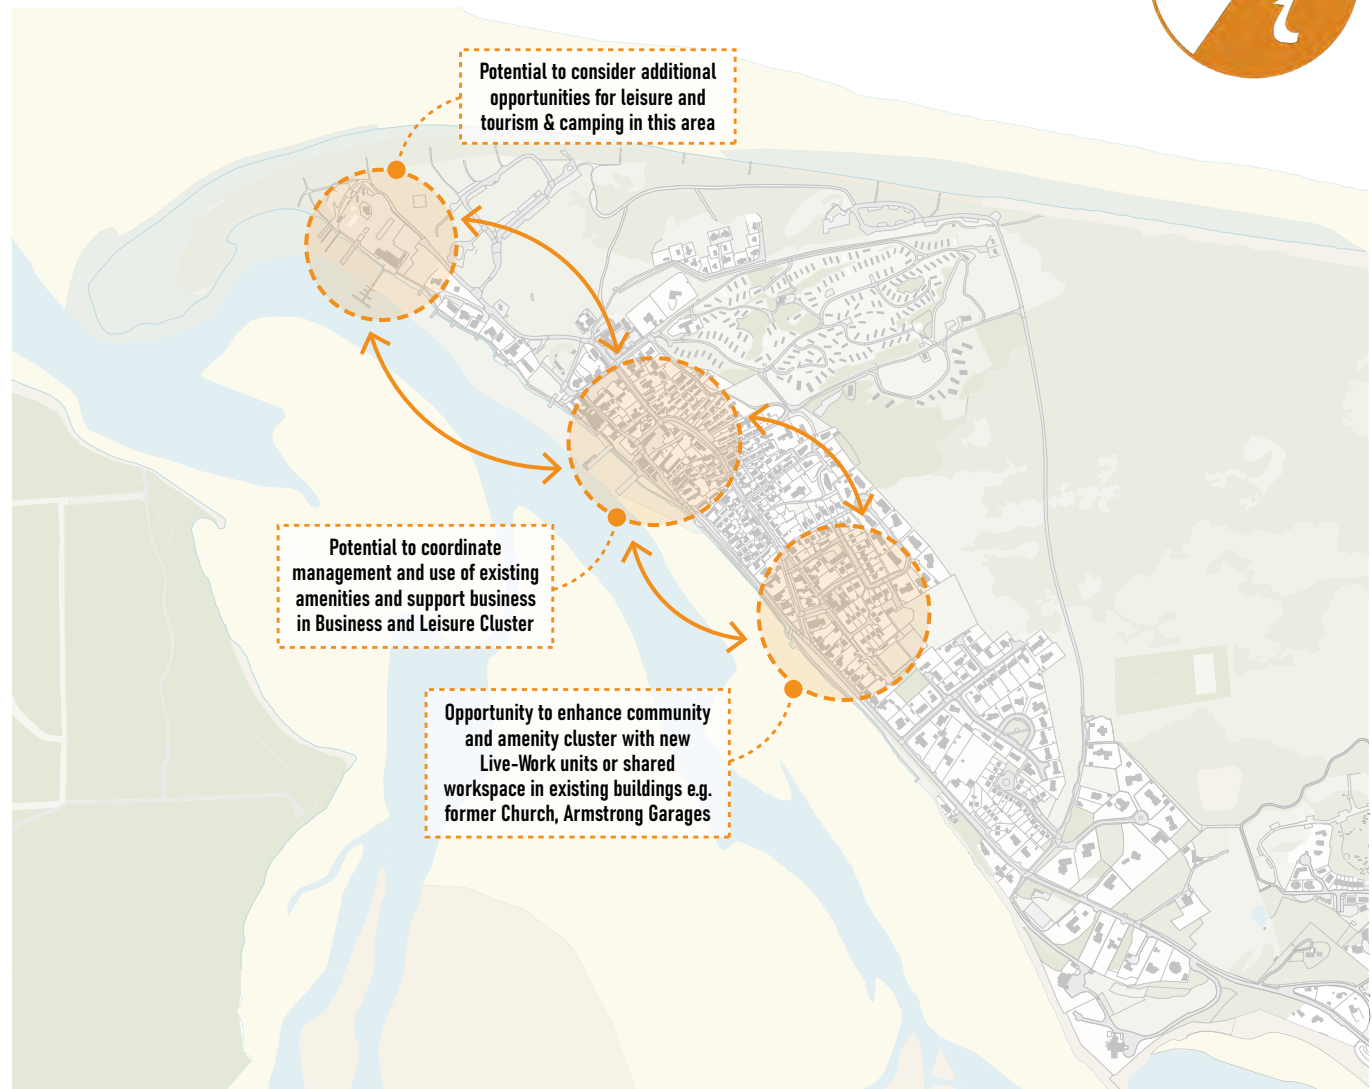 Potential to consider additional
opportunities for leisure and
tourism & camping in this area
Potential to coordinate
management and use of existing
amenities and support business
in Business and Leisure Cluster
Opportunity to enhance community
and amenity cluster with new
Live-Work units or shared
workspace in existing buildings e.g.
former Church, Armstrong Garages
i